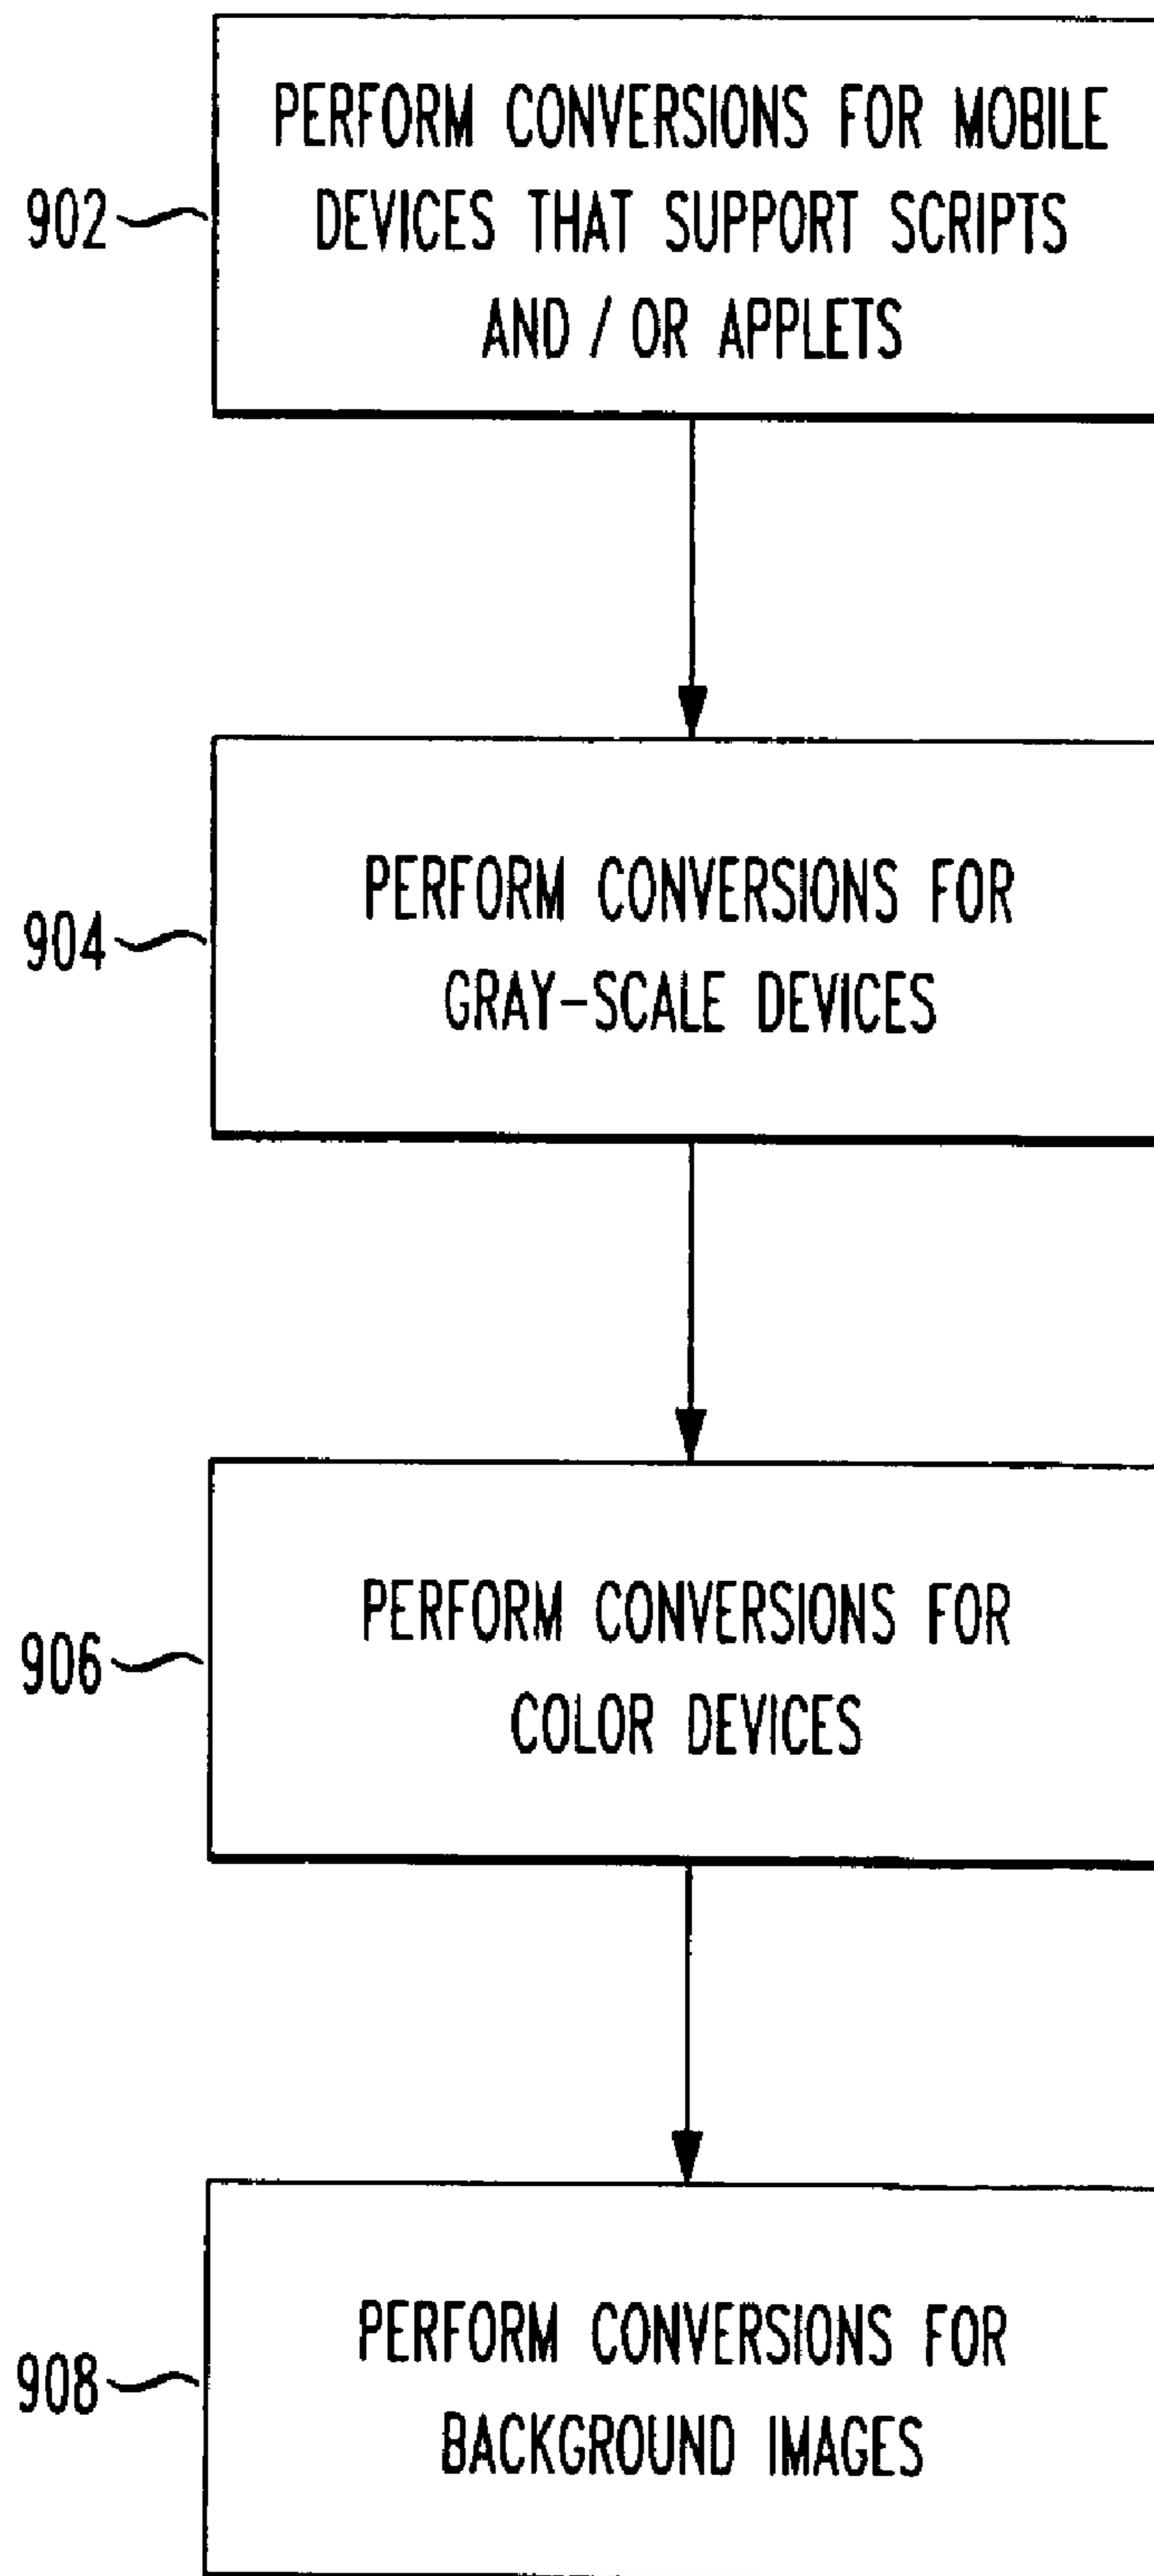 PERFORM CONVERSIONS FOR MOBILE
902 DEVICES THAT SUPPORT SCRIPTS
AND / OR APPLETS
PERFORM CONVERSIONS FOR
904
GRAY-SCALE DEVICES
PERFORM CONVERSIONS FOR
906
COLOR DEVICES
PERFORM CONVERSIONS FOR
908
BACKGROUND IMAGES